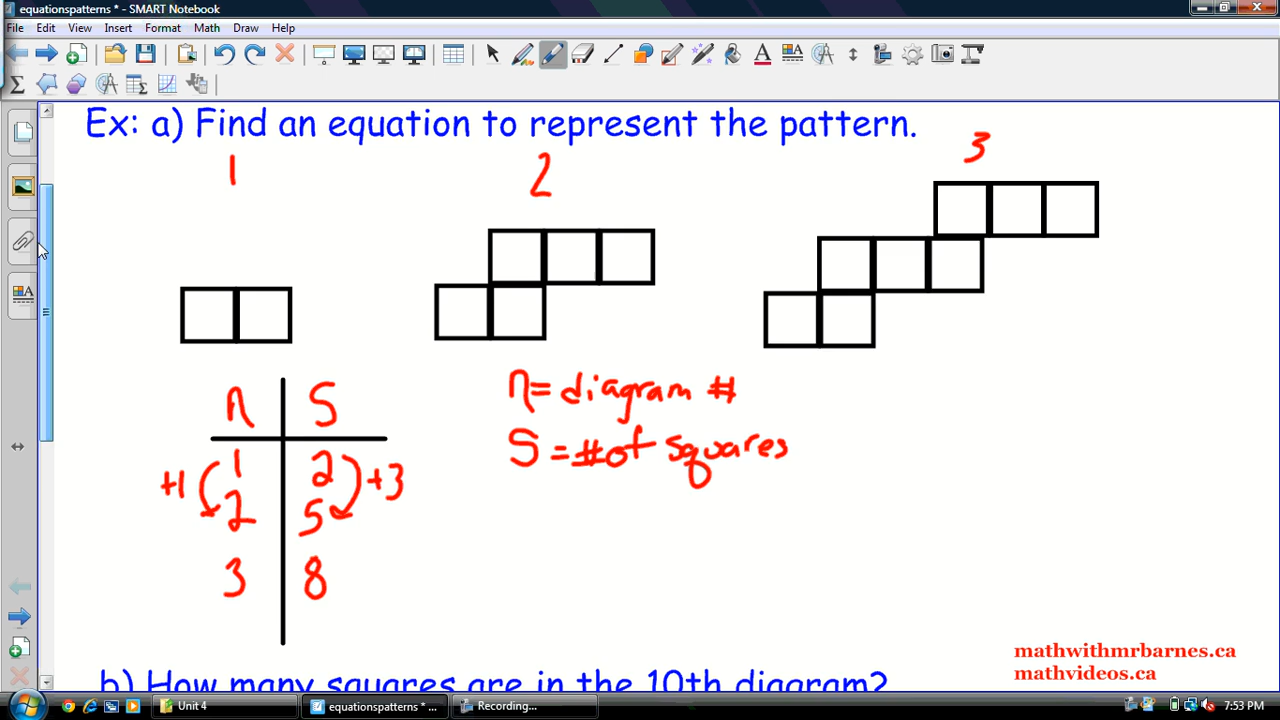 equationspatterns * - SMART Notebook
File Edit View Insert Format Math Draw Help
Ex: a) Find an equation to represent the pattern.
1 2 3
n S
1 2
2 5
3 8
+1 +3
n= diagram #
S = # of squares
b) How many squares are in the 10th diagram?
mathwithmrbarnes.ca
mathvideos.ca
Unit 4 equationspatterns * ... Recording... 7:53 PM